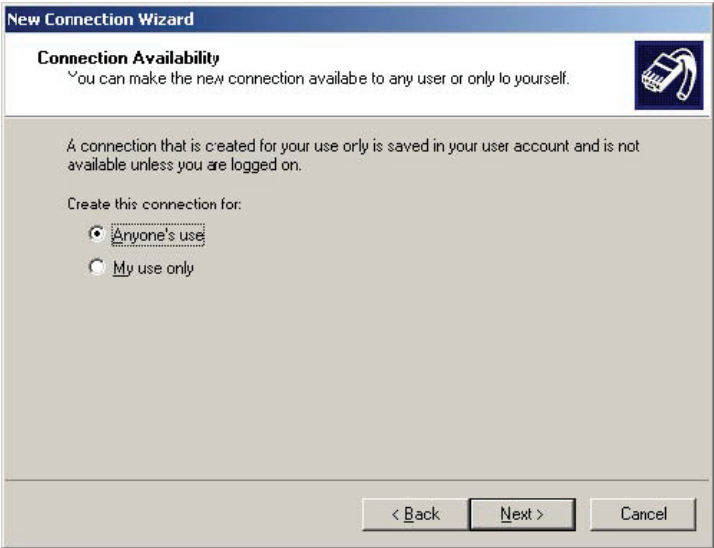 New Connection Wizard
Connection Availability
You can make the new connection availabe to any user or only to yourself.
A connection that is created for your use only is saved in your user account and is not
available unless you are logged on.
Create this connection for:
Anyone's use
My use only
< Back
Next >
Cancel